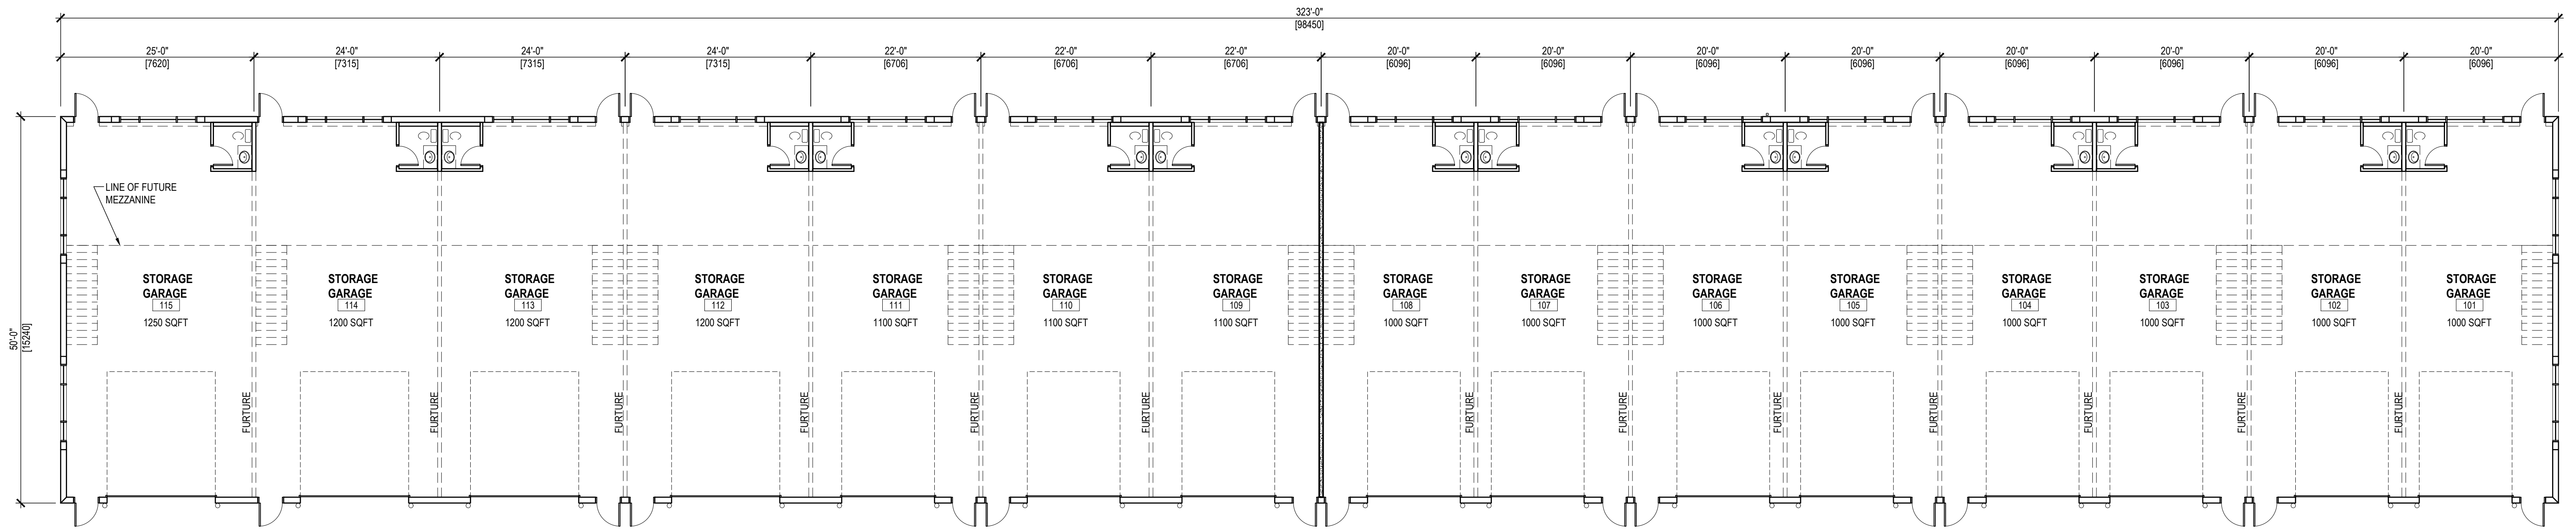 323'-0"
[98450]
25'-0" 24'-0" 24'-0" 24'-0" 22'-0" 22'-0" 22'-0" 20'-0" 20'-0" 20'-0" 20'-0" 20'-0" 20'-0" 20'-0" 20'-0"
[7620] [7315] [7315] [7315] [6706] [6706] [6706] [6096] [6096] [6096] [6096] [6096] [6096] [6096] [6096]
LINE OF FUTURE
MEZZANINE
50'-0"
[15240]
STORAGE
GARAGE
115
1250 SQFT
STORAGE
GARAGE
114
1200 SQFT
STORAGE
GARAGE
113
1200 SQFT
STORAGE
GARAGE
112
1200 SQFT
STORAGE
GARAGE
111
1100 SQFT
STORAGE
GARAGE
110
1100 SQFT
STORAGE
GARAGE
109
1100 SQFT
STORAGE
GARAGE
108
1000 SQFT
STORAGE
GARAGE
107
1000 SQFT
STORAGE
GARAGE
106
1000 SQFT
STORAGE
GARAGE
105
1000 SQFT
STORAGE
GARAGE
104
1000 SQFT
STORAGE
GARAGE
103
1000 SQFT
STORAGE
GARAGE
102
1000 SQFT
STORAGE
GARAGE
101
1000 SQFT
FURTURE
FURTURE
FURTURE
FURTURE
FURTURE
FURTURE
FURTURE
FURTURE
FURTURE
FURTURE
FURTURE
FURTURE
FURTURE